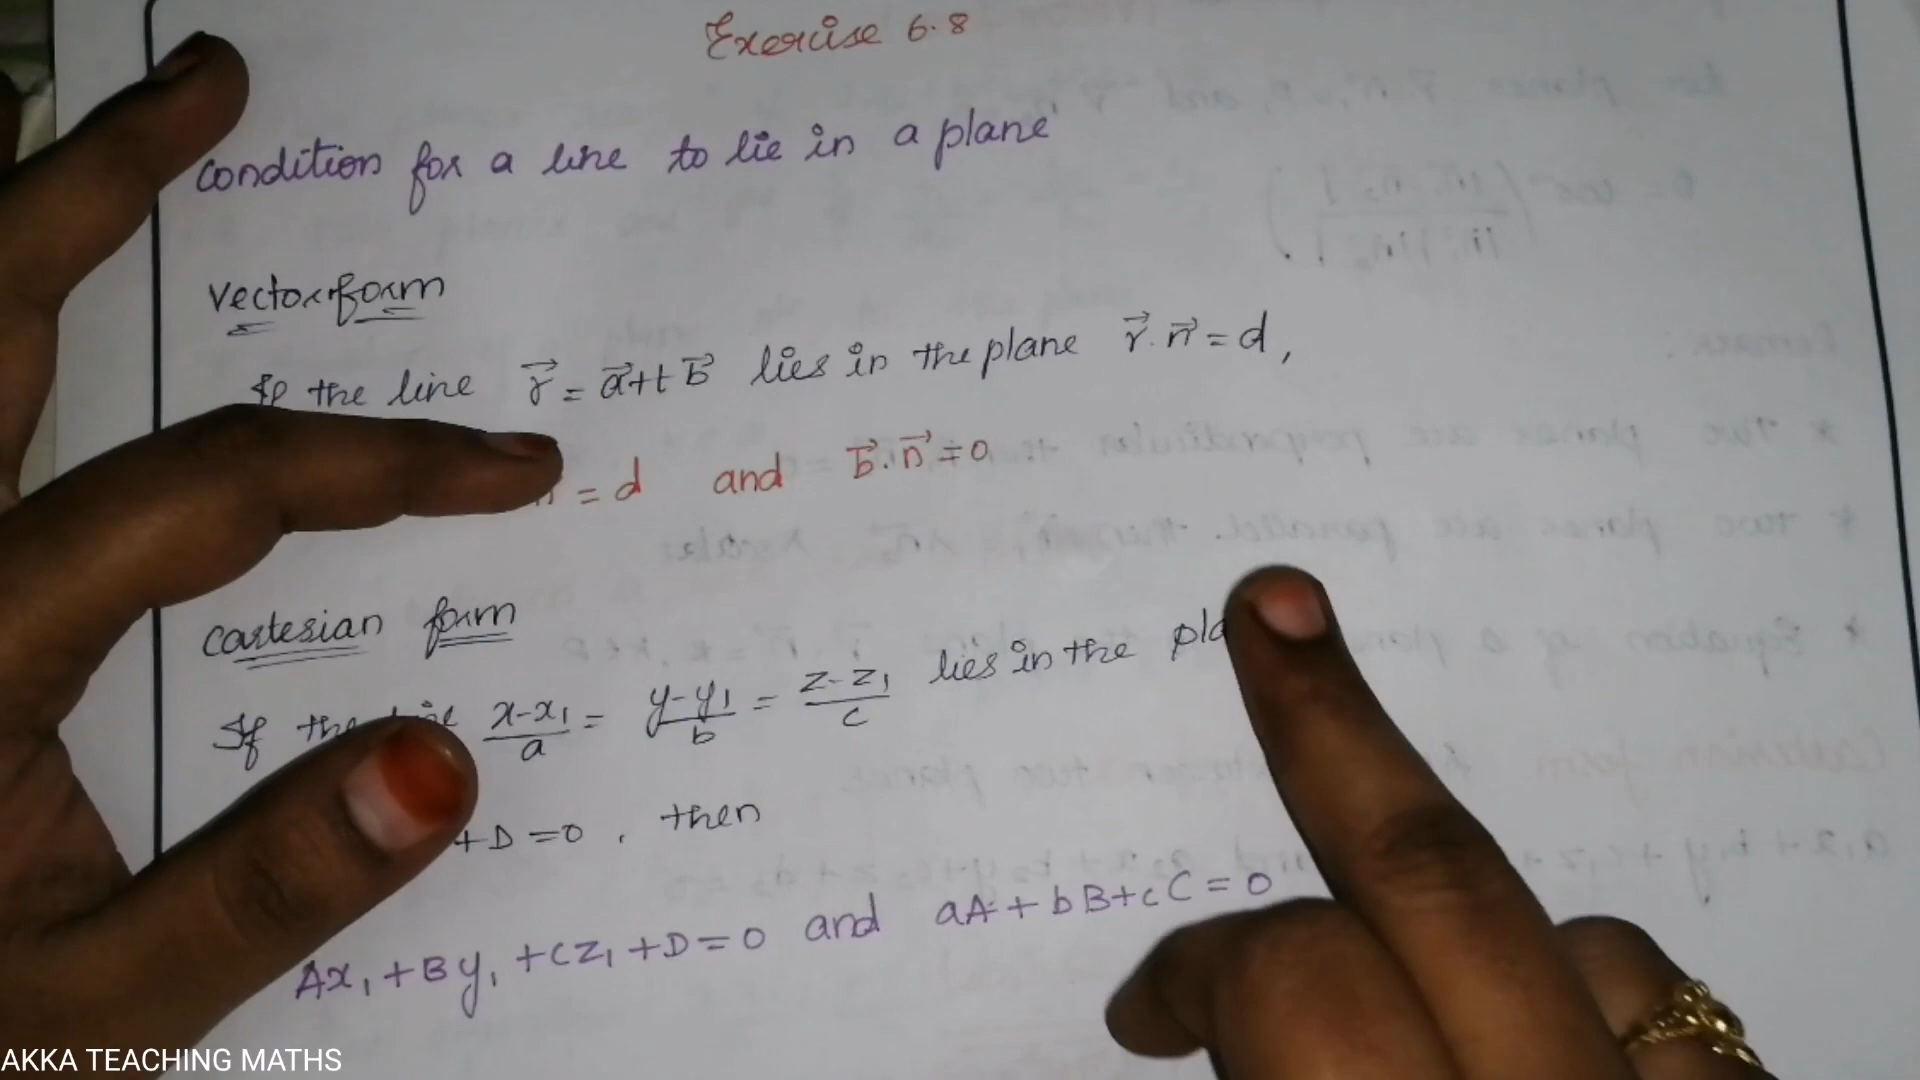 Exercise 6.8
condition for a line to lie in a plane
Vector form
If the line r⃗ = a⃗+t b⃗ lies in the plane r⃗.n⃗ = d,
= d and b⃗.n⃗ = 0
Cartesian form
If the x-x₁/a = y-y₁/b = z-z₁/c lies in the
+D =0 , then
Ax₁ +By₁ +Cz₁ +D = 0 and aA + bB+cC = 0
AKKA TEACHING MATHS